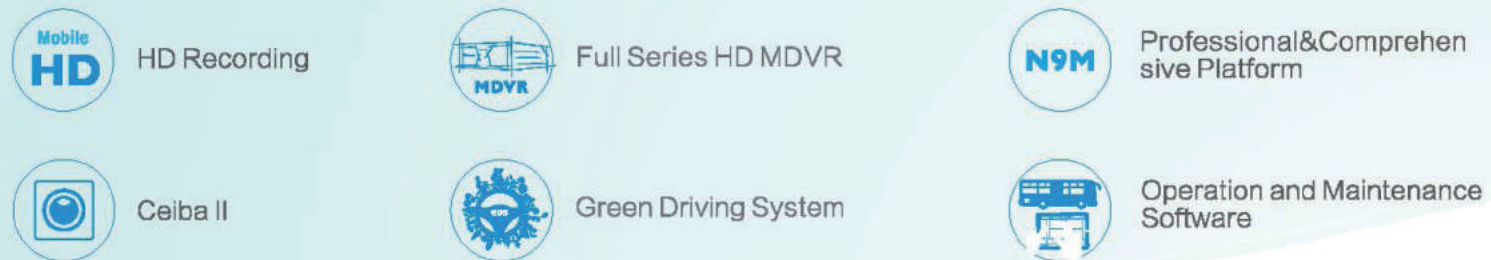 Mobile
HD
HD Recording
MDVR
Full Series HD MDVR
N9M
Professional&Comprehen
sive Platform
Ceiba II
Green Driving System
Operation and Maintenance
Software